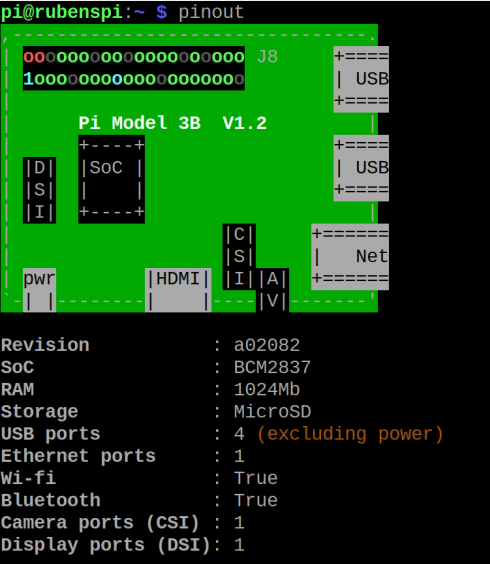 pi@rubenspi:~ $ pinout
,--------------------------------.
| oooooooooooooooooooo J8     +====
| 1ooooooooooooooooooo        | USB
|                             +====
|      Pi Model 3B  V1.2         |
|      +----+                 +====
| |D|  |SoC |                 | USB
| |S|  |    |                 +====
| |I|  +----+                    |
|                   |C|     +======
|                   |S|     |   Net
| pwr        |HDMI| |I||A|  +======
`-| |--------|    |----|V|-------'

Revision           : a02082
SoC                : BCM2837
RAM                : 1024Mb
Storage            : MicroSD
USB ports          : 4 (excluding power)
Ethernet ports     : 1
Wi-fi              : True
Bluetooth          : True
Camera ports (CSI) : 1
Display ports (DSI): 1